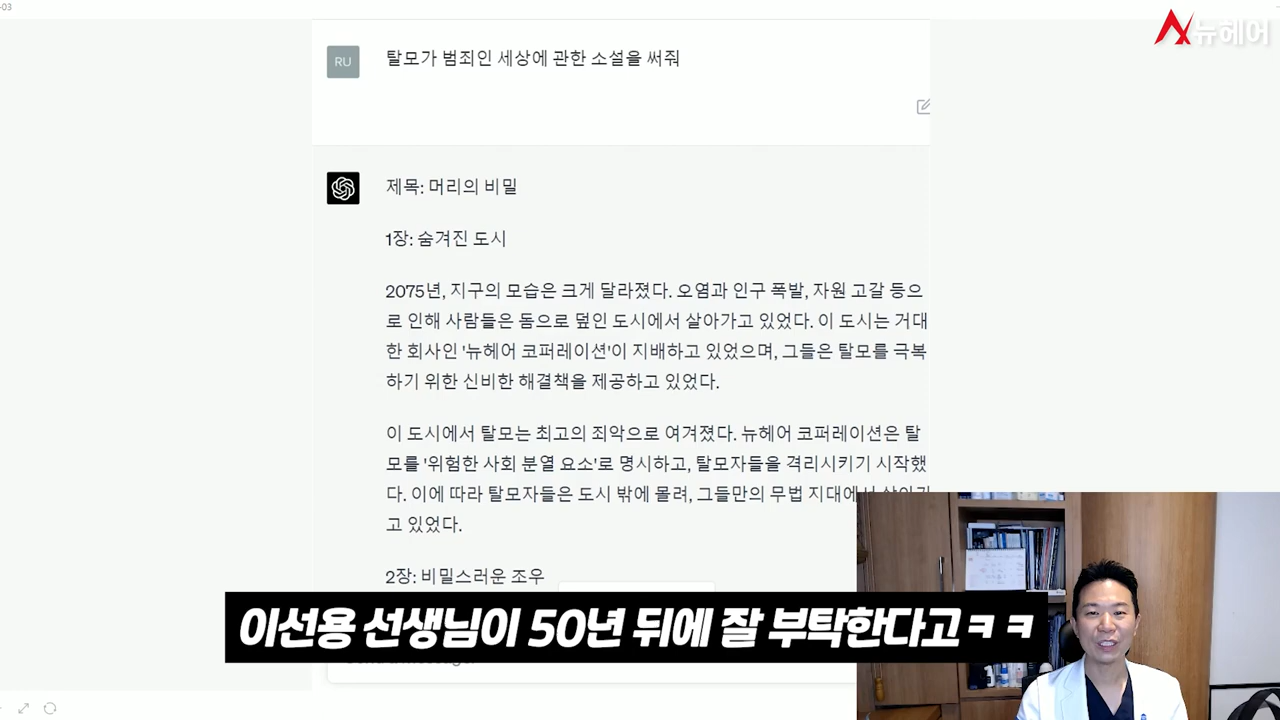 -03
뉴헤어
RU
탈모가 범죄인 세상에 관한 소설을 써줘
제목: 머리의 비밀
1장: 숨겨진 도시
2075년, 지구의 모습은 크게 달라졌다. 오염과 인구 폭발, 자원 고갈 등으
로 인해 사람들은 돔으로 덮인 도시에서 살아가고 있었다. 이 도시는 거대
한 회사인 '뉴헤어 코퍼레이션'이 지배하고 있었으며, 그들은 탈모를 극복
하기 위한 신비한 해결책을 제공하고 있었다.
이 도시에서 탈모는 최고의 죄악으로 여겨졌다. 뉴헤어 코퍼레이션은 탈
모를 '위험한 사회 분열 요소'로 명시하고, 탈모자들을 격리시키기 시작했
다. 이에 따라 탈모자들은 도시 밖에 몰려, 그들만의 무법 지대에서
고 있었다.
2장: 비밀스러운 조우
이선용 선생님이 50년 뒤에 잘 부탁한다고ㅋㅋ